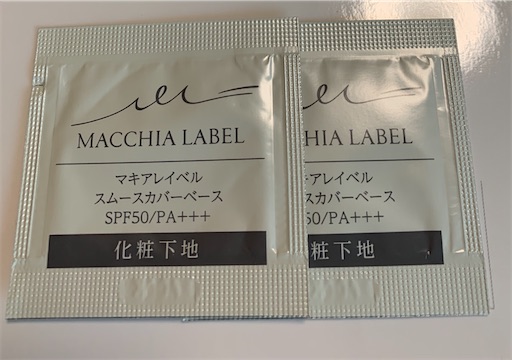 MACCHIA LABEL
マキアレイベル
スムースカバーベース
SPF50/PA+++
化粧下地
CCHIA LABEL
キアレイベル
スカバーベース
50/PA+++
粧下地